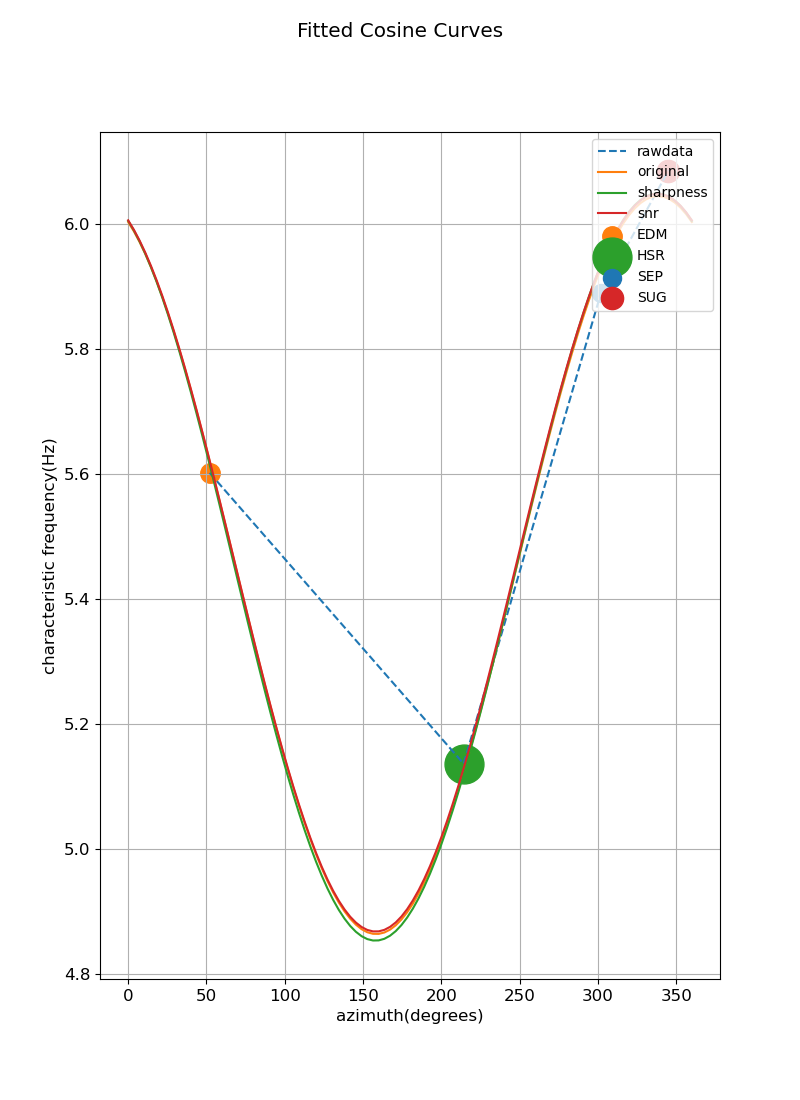 Fitted Cosine Curves
rawdata
original
sharpness
snr
EDM
HSR
SEP
SUG
characteristic frequency(Hz)
6.0
5.8
5.6
5.4
5.2
5.0
4.8
0 50 100 150 200 250 300 350
azimuth(degrees)